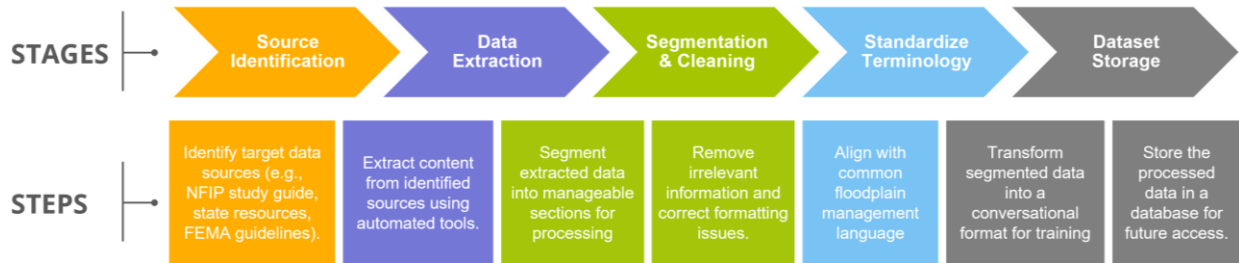 STAGES
Source
Identification
Data
Extraction
Segmentation
& Cleaning
Standardize
Terminology
Dataset
Storage
STEPS
Identify target data
sources (e.g.,
NFIP study guide,
state resources,
FEMA guidelines).
Extract content
from identified
sources using
automated tools.
Segment
extracted data
into manageable
sections for
processing
Remove
irrelevant
information and
correct formatting
issues.
Align with
common
floodplain
management
language
Transform
segmented data
into a
conversational
format for training
Store the
processed
data in a
database for
future access.